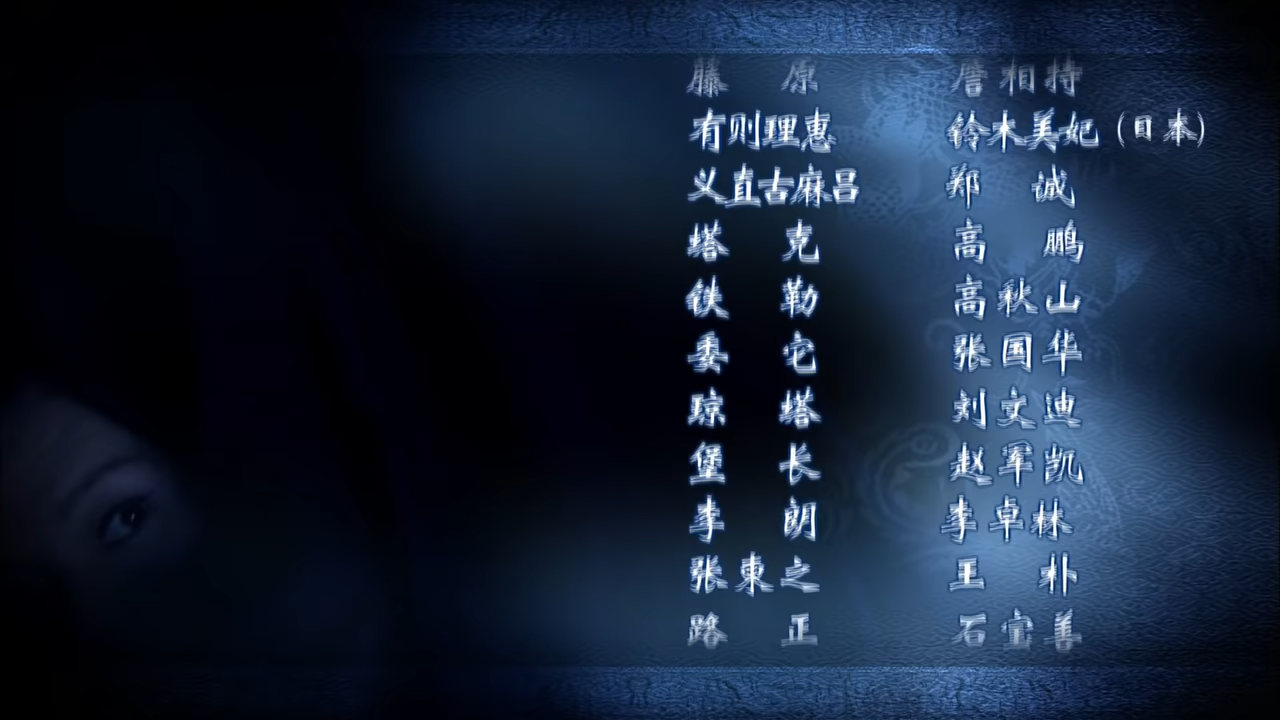 藤原 詹相持
有则理惠 铃木美妃（日本）
义直古麻吕 郑诚
塔克 高鹏
铁勒 高秋山
委它 张国华
琼塔 刘文迪
堡长 赵军凯
李朗 李卓林
张柬之 王朴
路正 石宝善